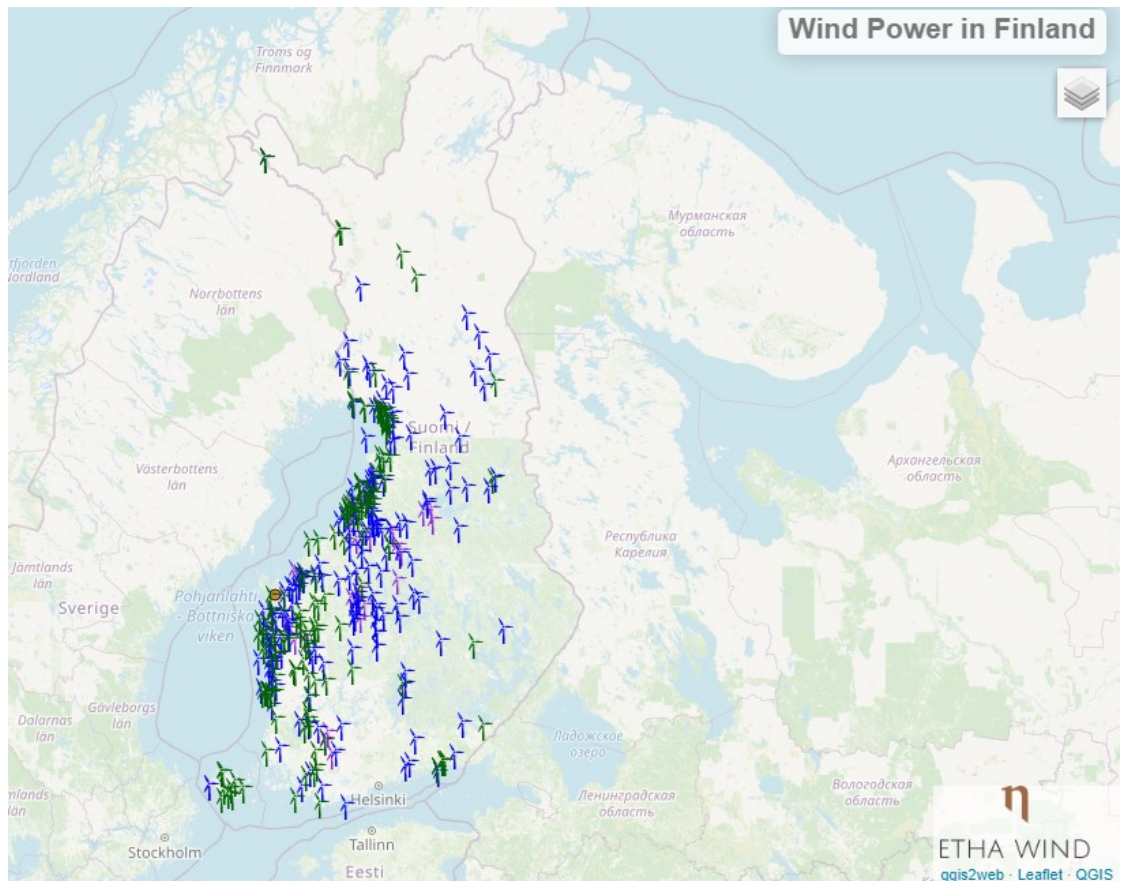 Wind Power in Finland
Troms og
Finnmark
Мурманская
область
Nordland
Norrbottens
län
Suomi /
Finland
Västerbottens
län
Архангельская
область
Республика
Карелия
Jämtlands
län
Sverige
Pohjanlahti
- Bottniska
viken
Gävleborgs
län
Dalarnas
län
Ладожское
озеро
Helsinki
Ленинградская
область
Вологодская
область
Stockholm
Tallinn
Eesti
η
ETHA WIND
qgis2web · Leaflet · QGIS